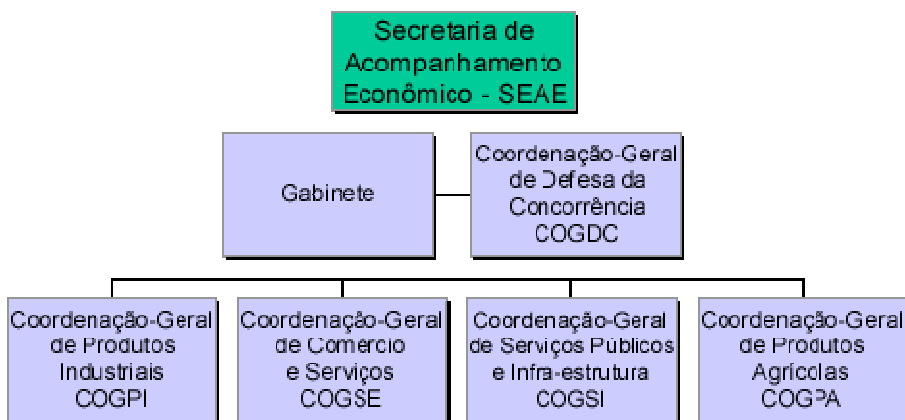 Secretaria de
Acompanhamento
Econômico - SEAE
Gabinete
Coordenação-Geral
de Defesa da
Concorrência
COGDC
Coordenação-Geral
de Produtos
Industriais
COGPI
Coordenação-Geral
de Comércio
e Serviços
COGSE
Coordenação-Geral
de Serviços Públicos
e Infra-estrutura
COGSI
Coordenação-Geral
de Produtos
Agrícolas
COGPA